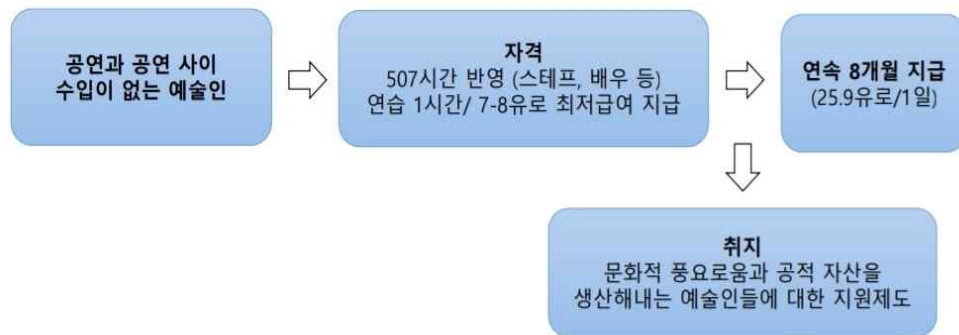 공연과 공연 사이
수입이 없는 예술인
자격
507시간 반영 (스테프, 배우 등)
연습 1시간/ 7-8유로 최저급여 지급
연속 8개월 지급
(25.9유로/1일)
취지
문화적 풍요로움과 공적 자산을
생산해내는 예술인들에 대한 지원제도